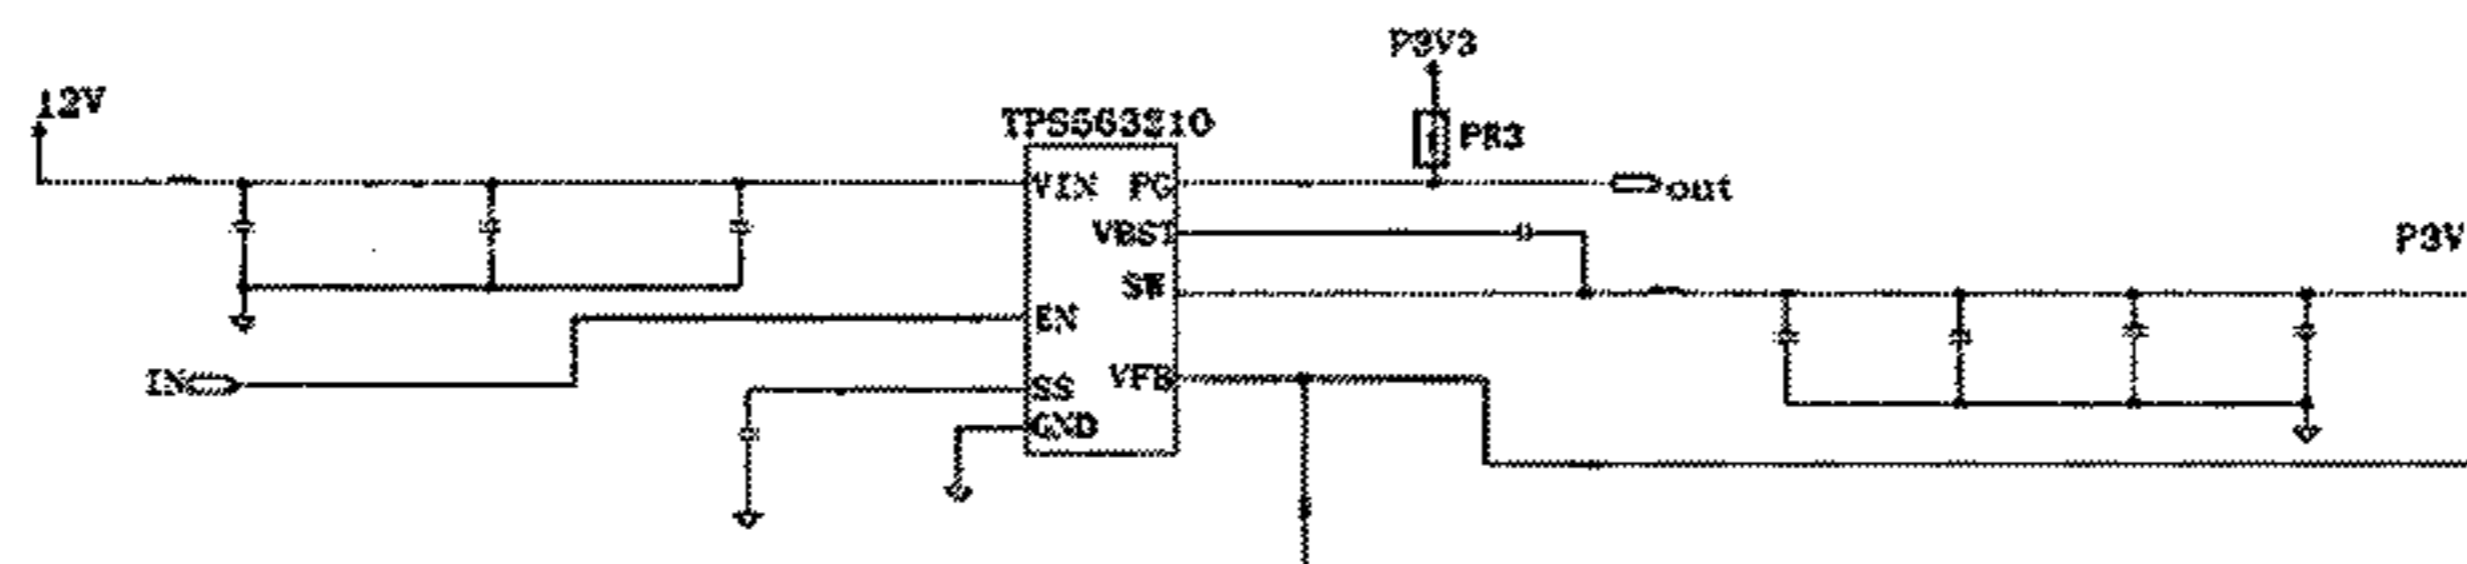 P3V3
12V
TPS563210
PR3
VIN PG
out
VBST
P3V
SW
EN
IN
SS
VFB
GND